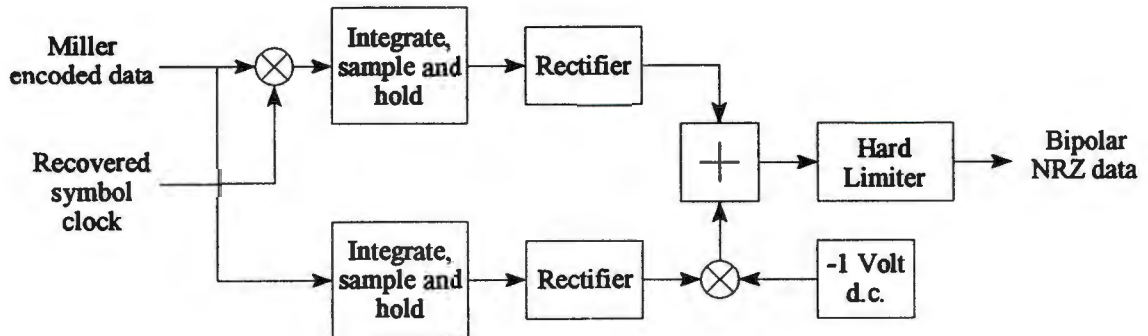 Miller
encoded data
Integrate,
sample and
hold
Rectifier
Recovered
symbol
clock
+
Hard
Limiter
Bipolar
NRZ data
Integrate,
sample and
hold
Rectifier
-1 Volt
d.c.